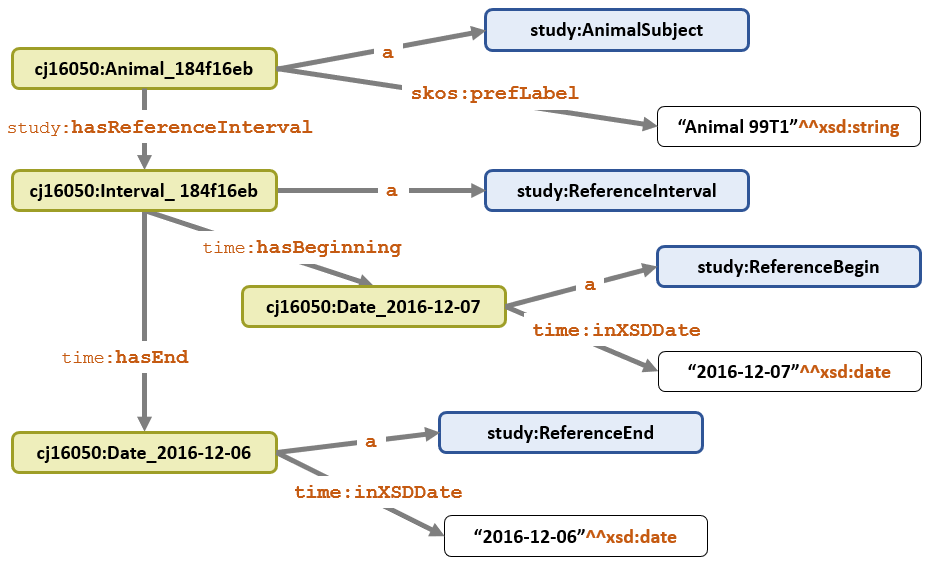 study:AnimalSubject
a
cj16050:Animal_184f16eb
skos:prefLabel
“Animal 99T1”^^xsd:string
study:hasReferenceInterval
cj16050:Interval_ 184f16eb
a
study:ReferenceInterval
time:hasBeginning
study:ReferenceBegin
a
cj16050:Date_2016-12-07
time:inXSDDate
time:hasEnd
“2016-12-07”^^xsd:date
study:ReferenceEnd
a
cj16050:Date_2016-12-06
time:inXSDDate
“2016-12-06”^^xsd:date